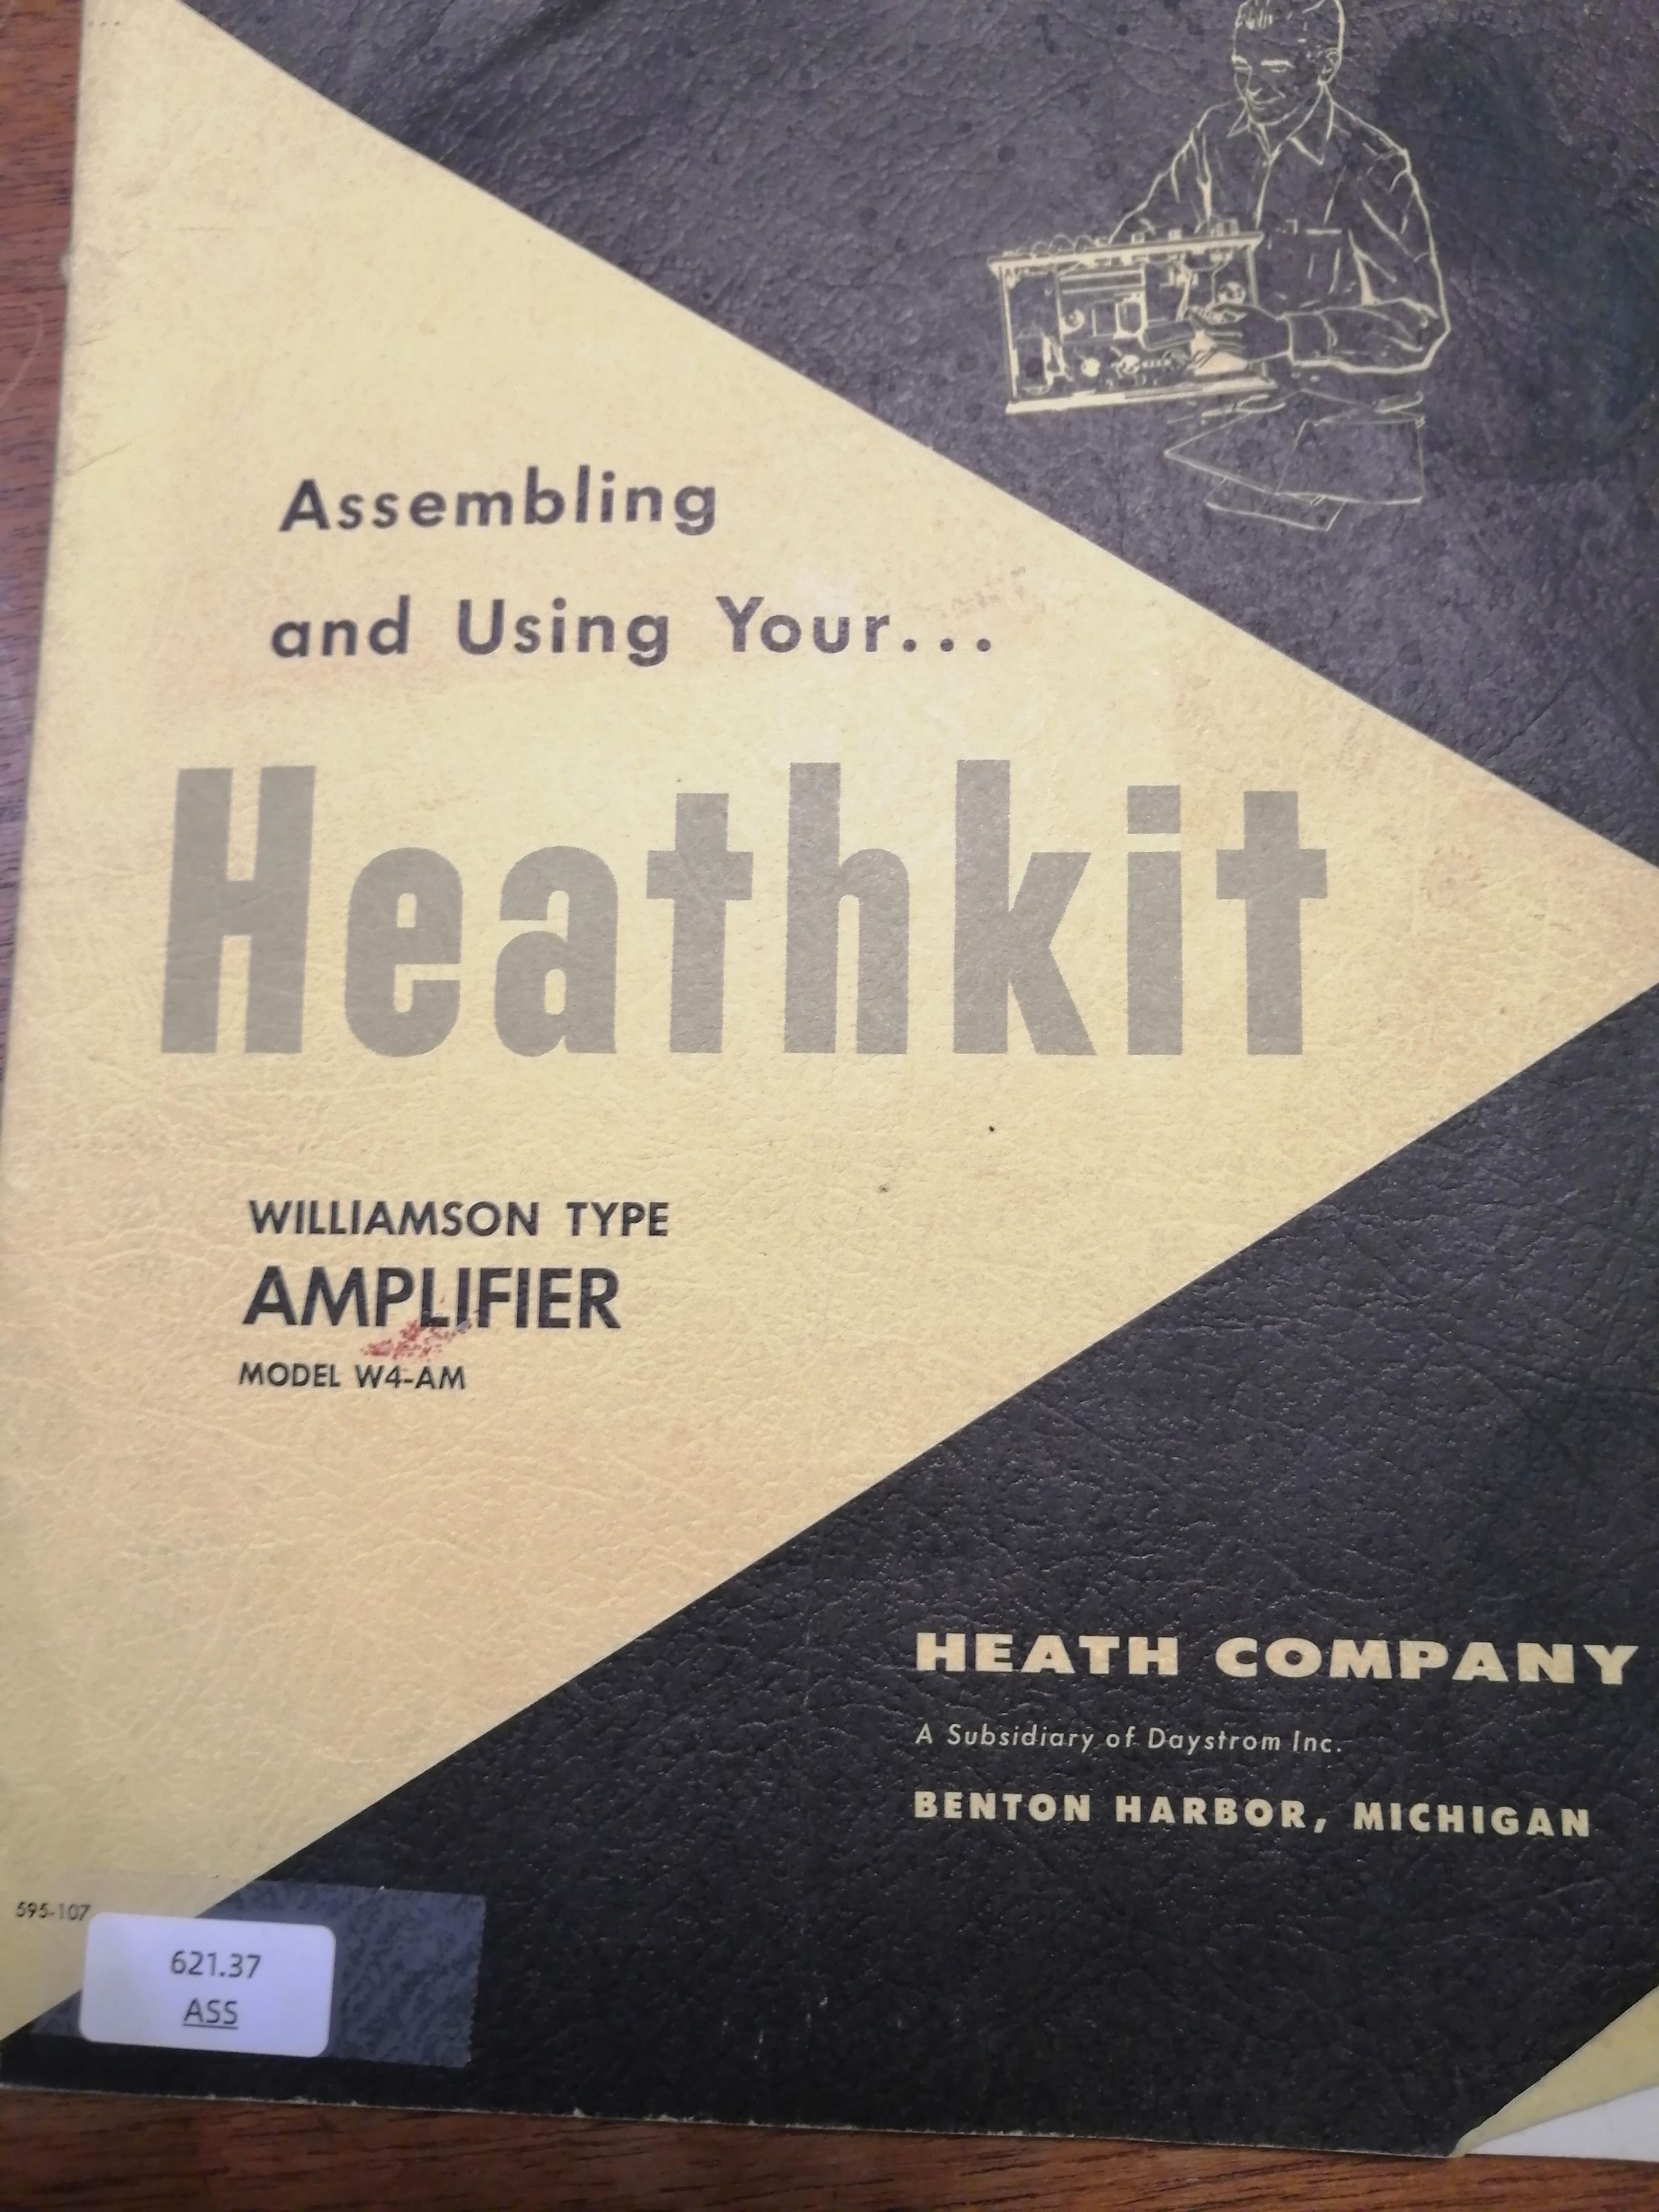 Assembling
and Using Your...
Heathkit
WILLIAMSON TYPE
AMPLIFIER
MODEL W4-AM
HEATH COMPANY
A Subsidiary of Daystrom Inc.
BENTON HARBOR, MICHIGAN
595-107
621.37
ASS